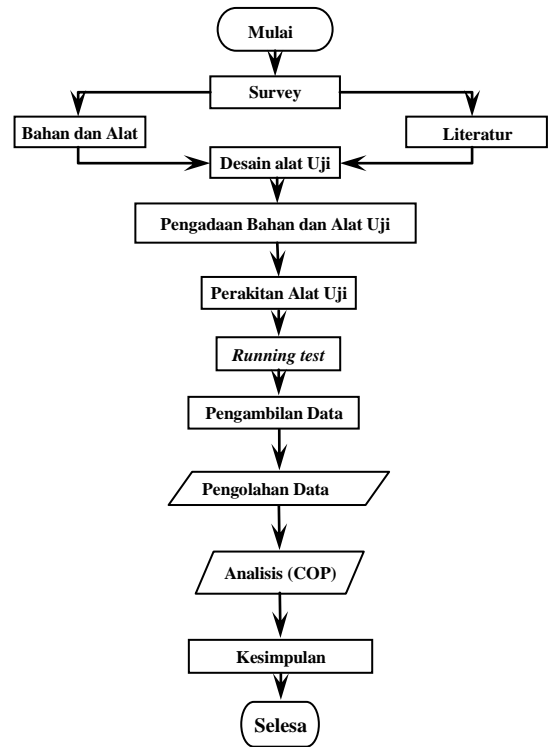 Mulai
Survey
Bahan dan Alat
Literatur
Desain alat Uji
Pengadaan Bahan dan Alat Uji
Perakitan Alat Uji
Running test
Pengambilan Data
Pengolahan Data
Analisis (COP)
Kesimpulan
Selesa